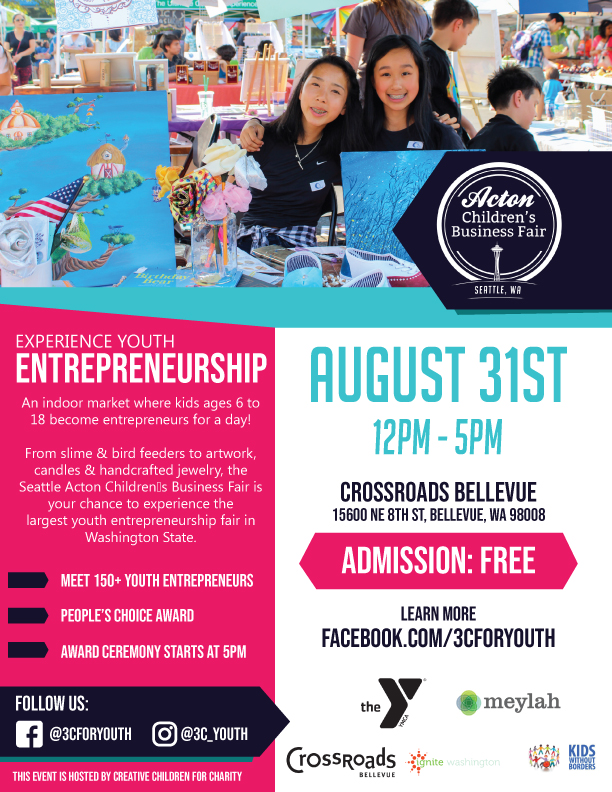 Birthday
Bear
Acton
Children's
Business Fair
SEATTLE, WA
EXPERIENCE YOUTH
ENTREPRENEURSHIP
An indoor market where kids ages 6 to
18 become entrepreneurs for a day!
From slime & bird feeders to artwork,
candles & handcrafted jewelry, the
Seattle Acton Children▯s Business Fair is
your chance to experience the
largest youth entrepreneurship fair in
Washington State.
MEET 150+ YOUTH ENTREPRENEURS
PEOPLE'S CHOICE AWARD
AWARD CEREMONY STARTS AT 5PM
FOLLOW US:
@3CFORYOUTH
@3C_YOUTH
THIS EVENT IS HOSTED BY CREATIVE CHILDREN FOR CHARITY
AUGUST 31ST
12PM - 5PM
CROSSROADS BELLEVUE
15600 NE 8TH ST, BELLEVUE, WA 98008
ADMISSION: FREE
LEARN MORE
FACEBOOK.COM/3CFORYOUTH
the Y
YMCA
meylah
CROSSROADS
BELLEVUE
ignite washington
KIDS
WITHOUT
BORDERS